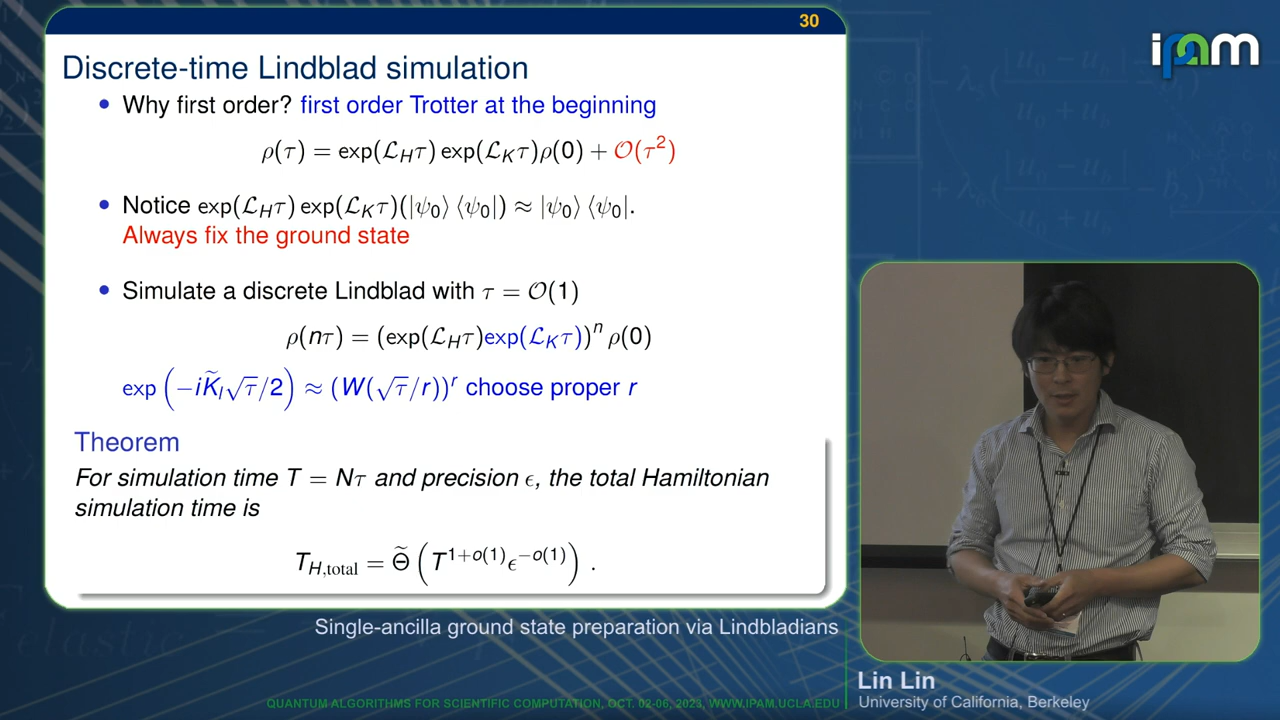 30
Discrete-time Lindblad simulation
• Why first order? first order Trotter at the beginning
ρ(τ) = exp(ℒ_H τ) exp(ℒ_K τ)ρ(0) + 𝒪(τ²)
• Notice exp(ℒ_H τ) exp(ℒ_K τ)(|ψ₀⟩ ⟨ψ₀|) ≈ |ψ₀⟩ ⟨ψ₀|.
Always fix the ground state
• Simulate a discrete Lindblad with τ = 𝒪(1)
ρ(nτ) = (exp(ℒ_H τ)exp(ℒ_K τ))ⁿ ρ(0)
exp(−iK̃_l √τ/2) ≈ (W(√τ/r))ʳ choose proper r
Theorem
For simulation time T = Nτ and precision ϵ, the total Hamiltonian
simulation time is
T_{H,total} = Θ̃(T^{1+o(1)} ϵ^{−o(1)}) .
ipam
Single-ancilla ground state preparation via Lindbladians
Lin Lin
University of California, Berkeley
QUANTUM ALGORITHMS FOR SCIENTIFIC COMPUTATION, OCT. 02-06, 2023, WWW.IPAM.UCLA.EDU